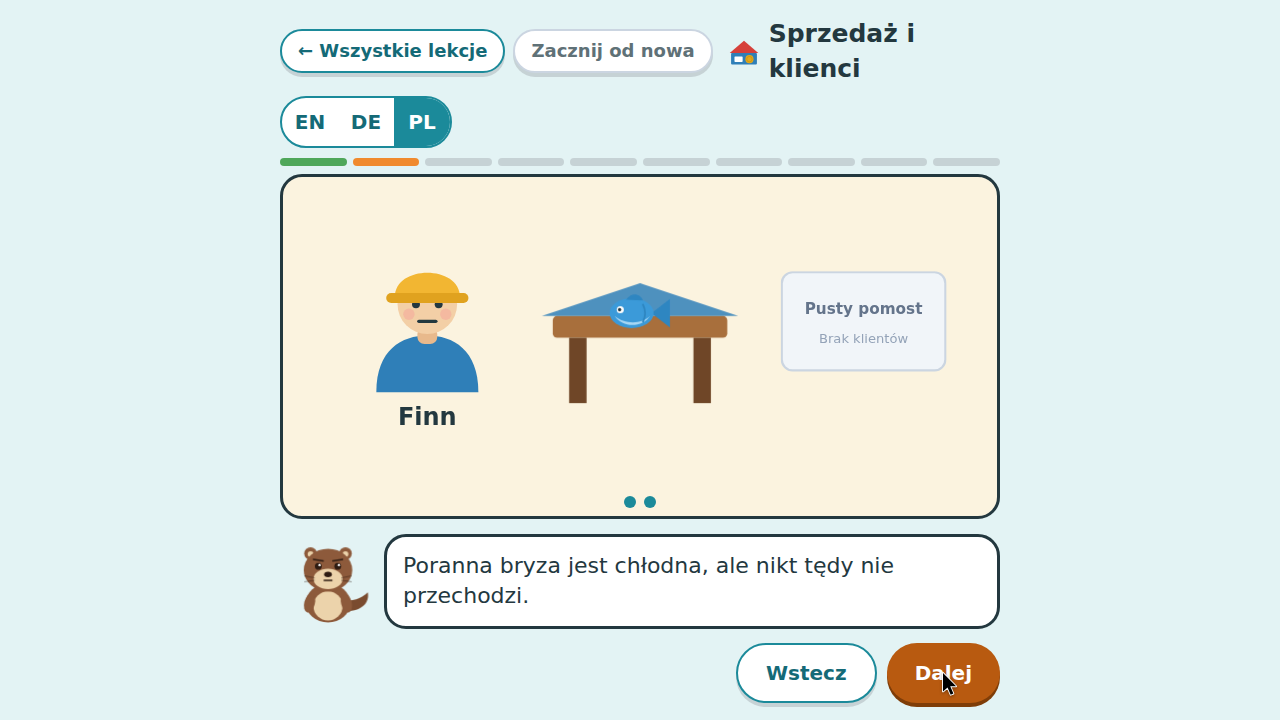 ← Wszystkie lekcje
Zacznij od nowa
Sprzedaż i
klienci
EN DE PL
Pusty pomost
Brak klientów
Finn
Poranna bryza jest chłodna, ale nikt tędy nie
przechodzi.
Wstecz
Dalej